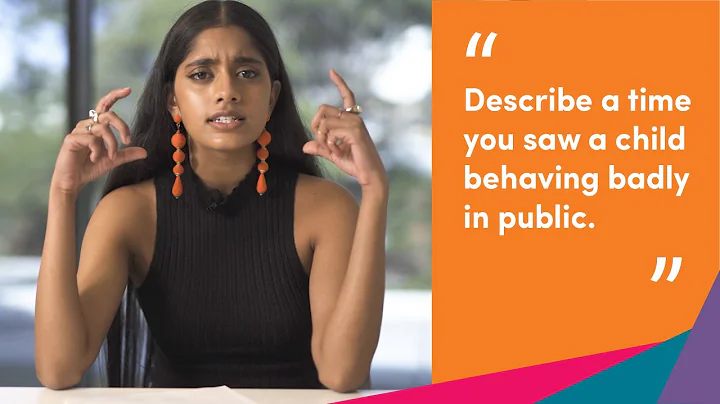 “
Describe a time
you saw a child
behaving badly
in public.
”